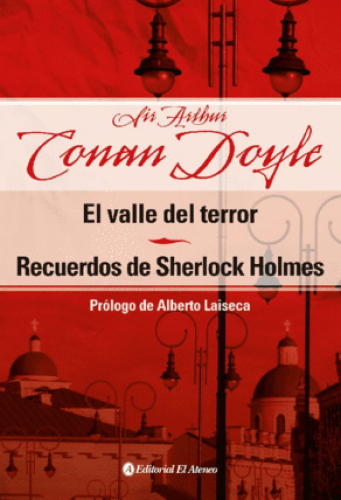 Sir Arthur
Conan Doyle
El valle del terror
Recuerdos de Sherlock Holmes
Prólogo de Alberto Laiseca
A Editorial El Ateneo